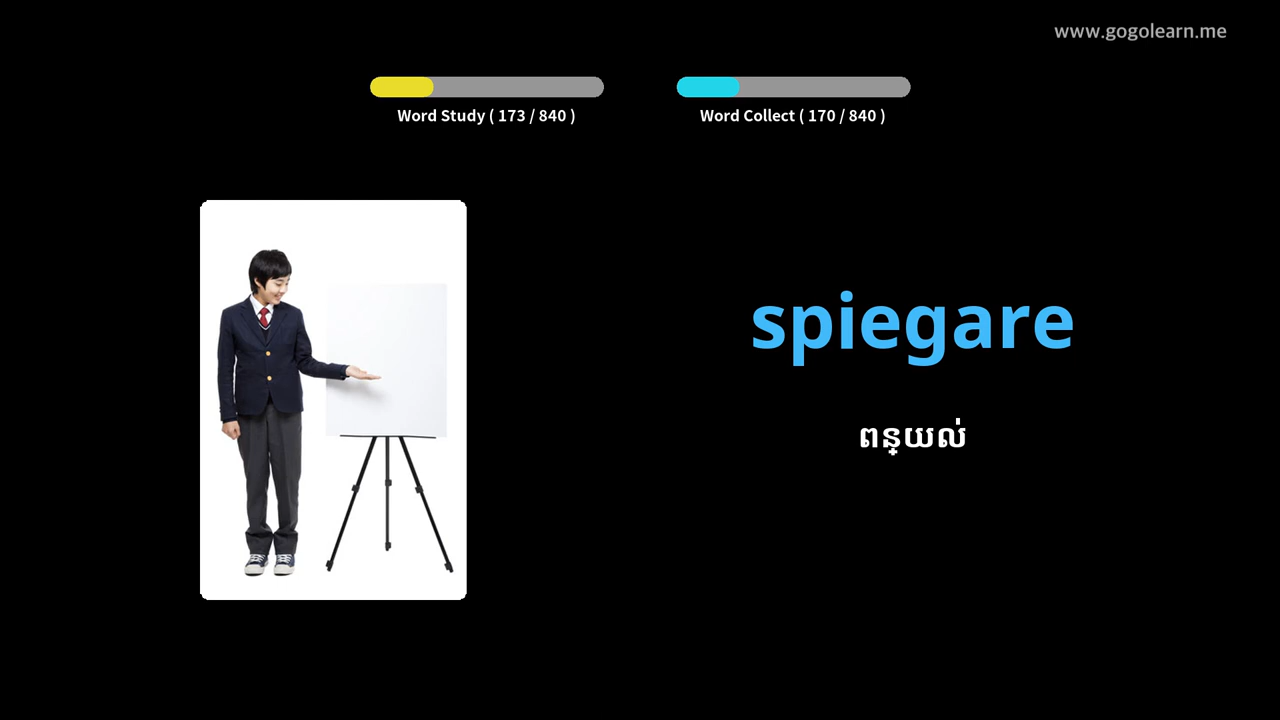 www.gogolearn.me
Word Study ( 173 / 840 )
Word Collect ( 170 / 840 )
spiegare
ពន្យល់